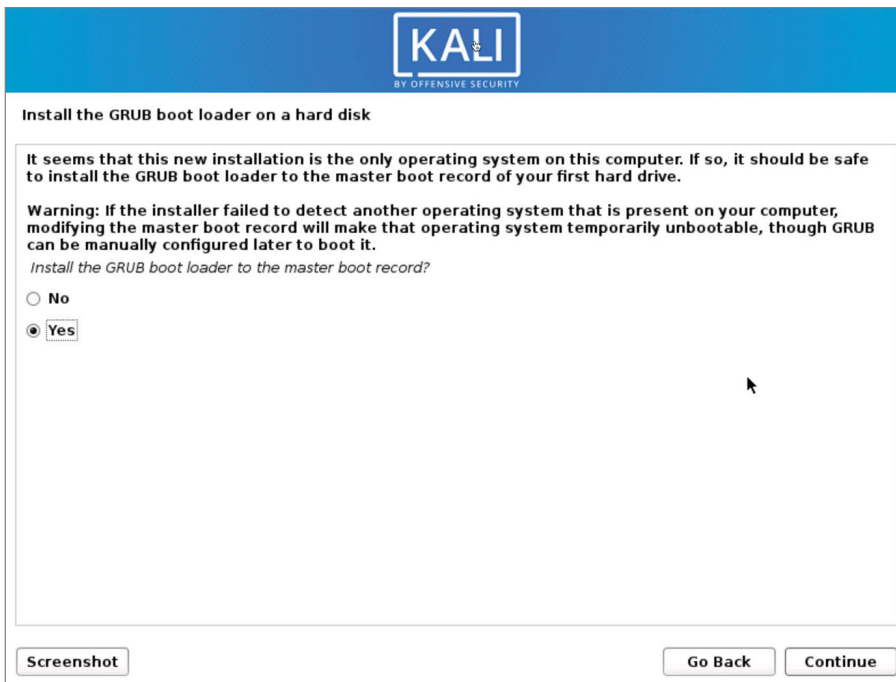 KALI
BY OFFENSIVE SECURITY
Install the GRUB boot loader on a hard disk
It seems that this new installation is the only operating system on this computer. If so, it should be safe
to install the GRUB boot loader to the master boot record of your first hard drive.
Warning: If the installer failed to detect another operating system that is present on your computer,
modifying the master boot record will make that operating system temporarily unbootable, though GRUB
can be manually configured later to boot it.
Install the GRUB boot loader to the master boot record?
No
Yes
Screenshot
Go Back
Continue